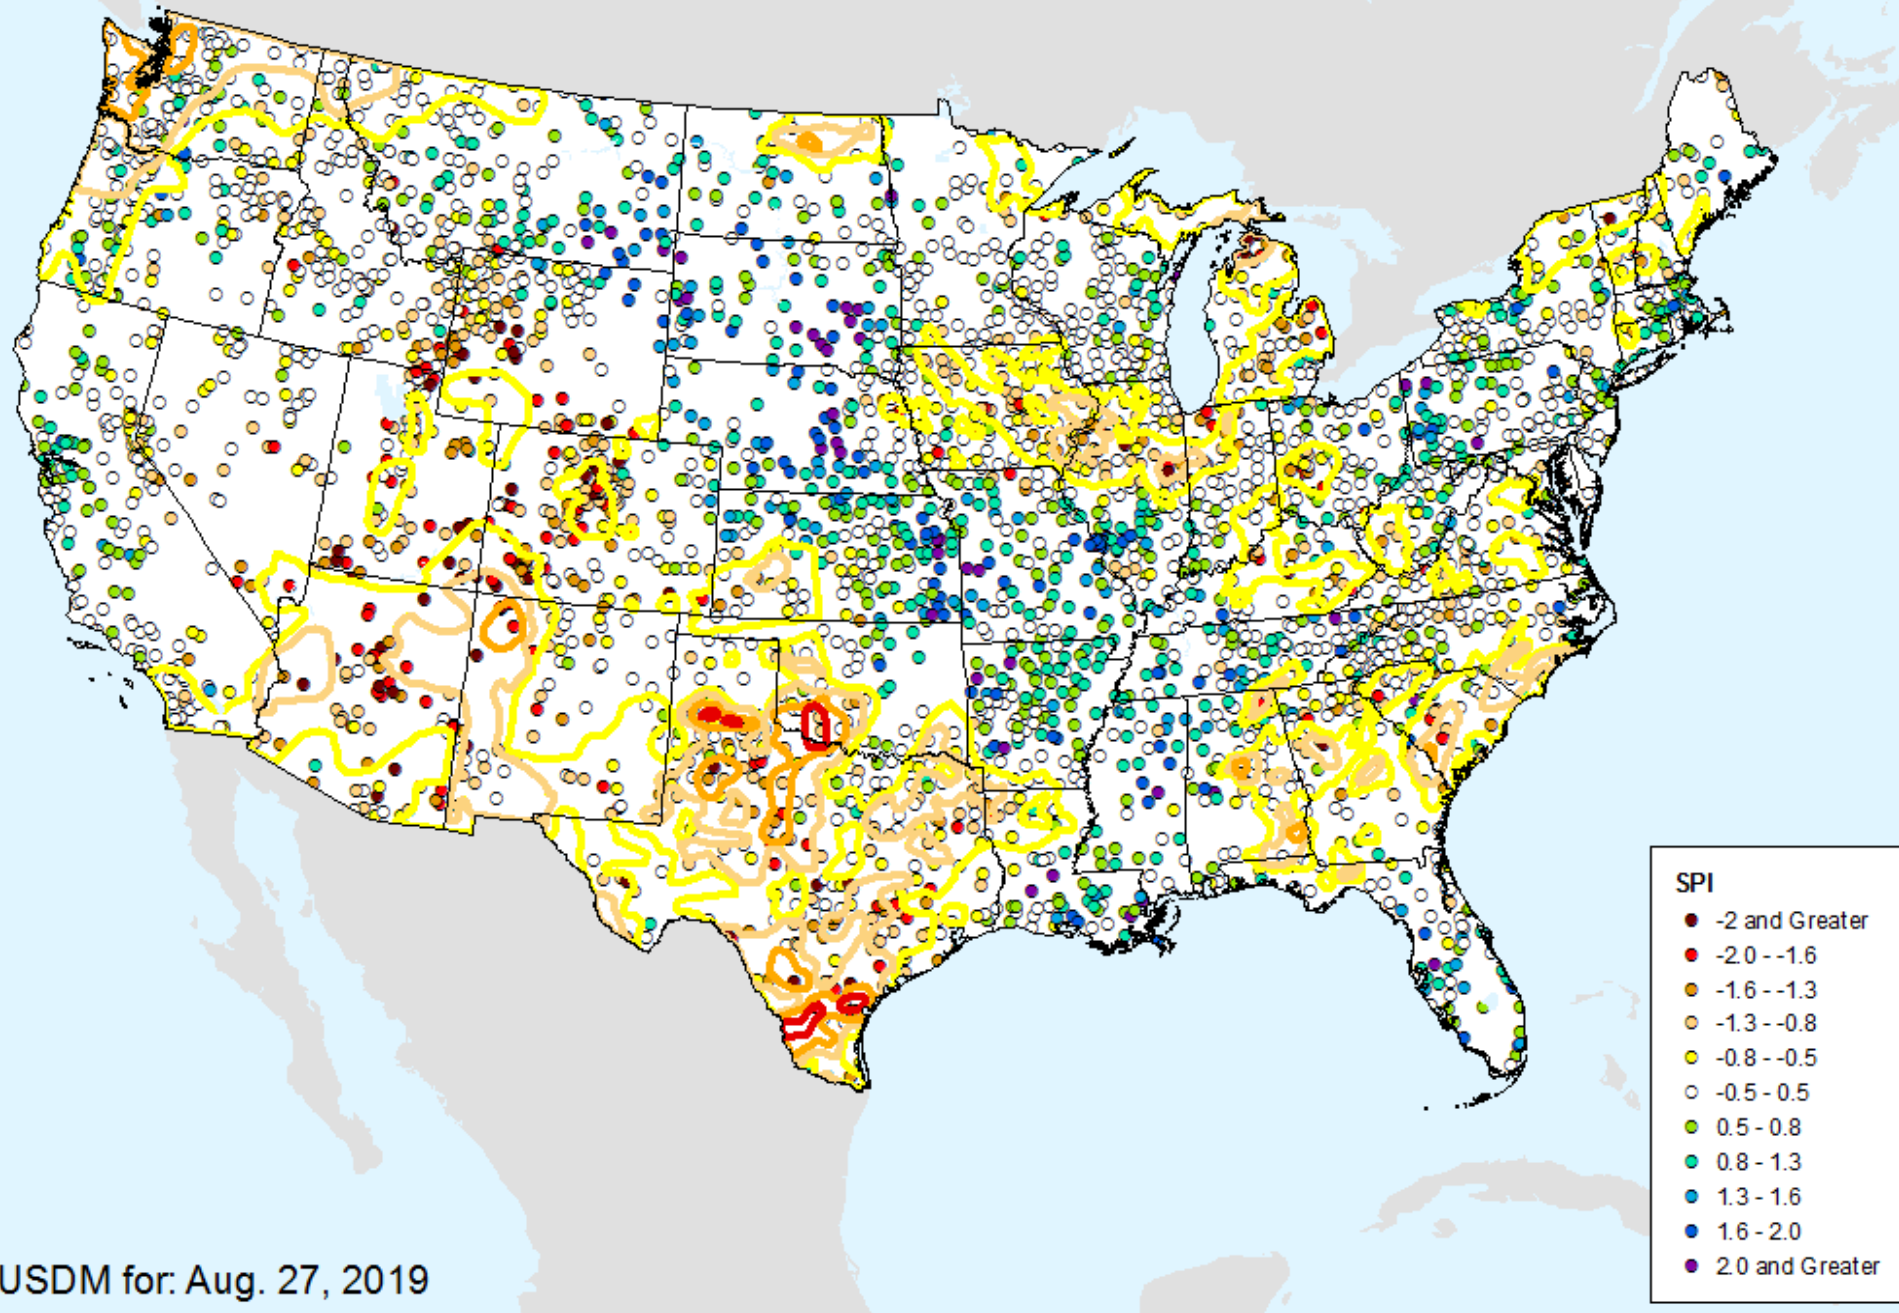 SPI
-2 and Greater
-2.0 - -1.6
-1.6 - -1.3
-1.3 - -0.8
-0.8 - -0.5
-0.5 - 0.5
0.5 - 0.8
0.8 - 1.3
1.3 - 1.6
1.6 - 2.0
2.0 and Greater
USDM for: Aug. 27, 2019